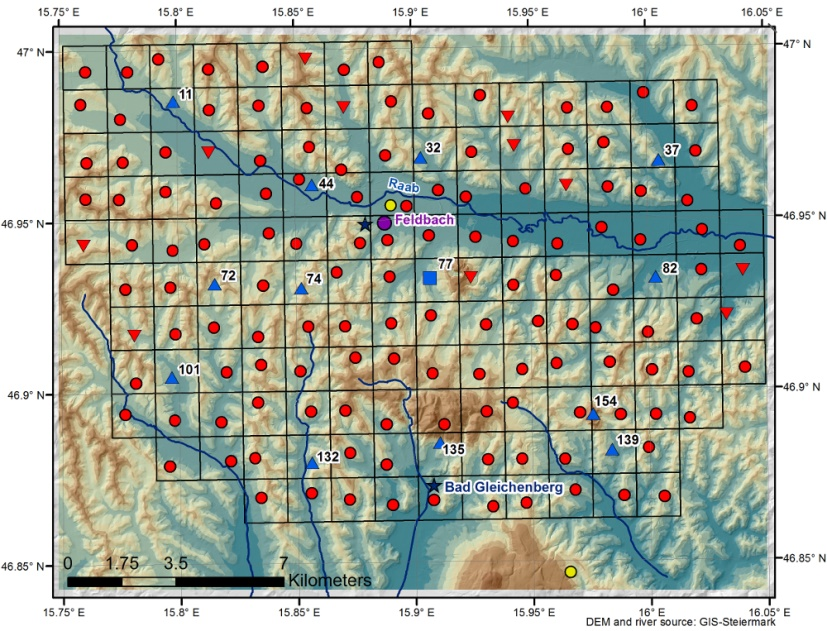 15.75° E 15.8° E 15.85° E 15.9° E 15.95° E 16° E 16.05° E
47° N 47° N
11
32
37
44
Raab
Feldbach
46.95° N 46.95° N
72
74
77
82
101
46.9° N 46.9° N
154
132
135
139
Bad Gleichenberg
46.85° N 46.85° N
0 1.75 3.5 7
Kilometers
15.75° E 15.8° E 15.85° E 15.9° E 15.95° E 16° E 16.05° E
DEM and river source: GIS-Steiermark